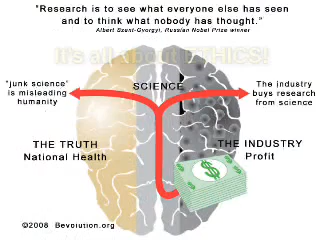 "Research is to see what everyone else has seen
and to think what nobody has thought."
Albert Szent-Gyorgyi, Russian Nobel Prize winner
It's all about ETHICS!
SCIENCE
"junk science"
is misleading
humanity
The industry
buys research
from science
THE TRUTH
National Health
THE INDUSTRY
Profit
$
©2008 Bevolution.org